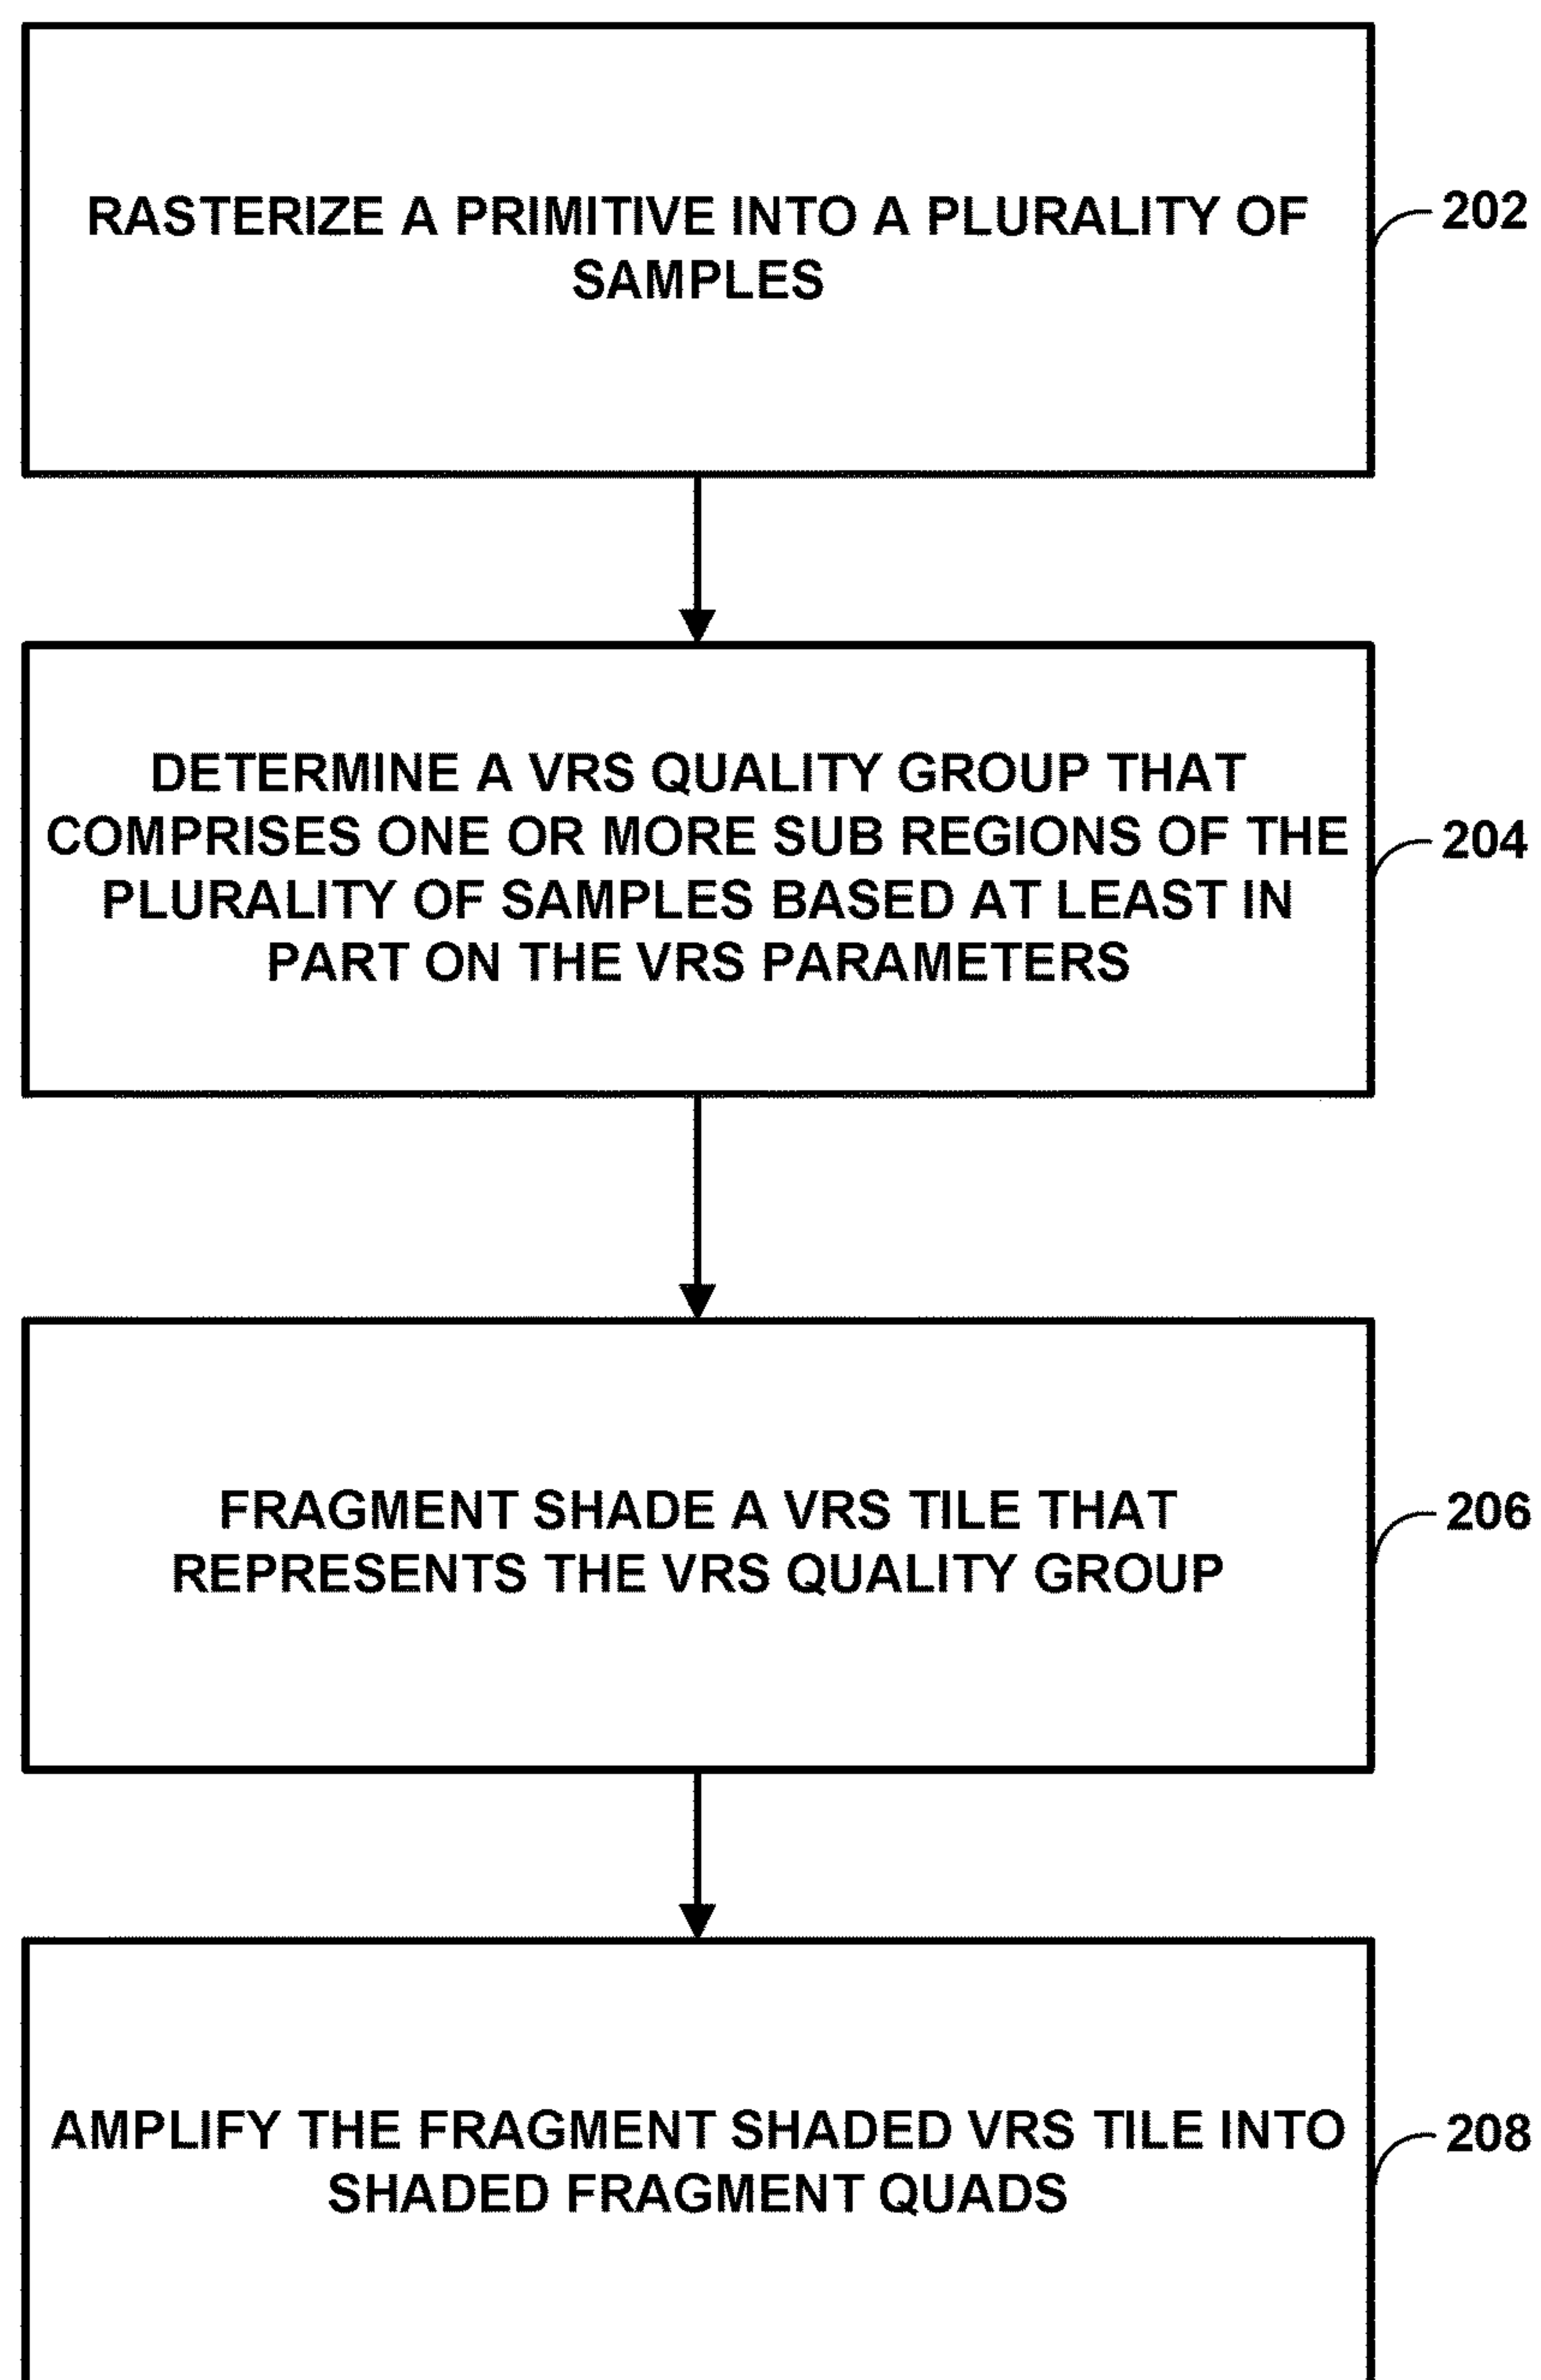 RASTERIZE A PRIMITIVE INTO A PLURALITY OF
SAMPLES
202
DETERMINE A VRS QUALITY GROUP THAT
COMPRISES ONE OR MORE SUB REGIONS OF THE
PLURALITY OF SAMPLES BASED AT LEAST IN
PART ON THE VRS PARAMETERS
204
FRAGMENT SHADE A VRS TILE THAT
REPRESENTS THE VRS QUALITY GROUP
206
AMPLIFY THE FRAGMENT SHADED VRS TILE INTO
SHADED FRAGMENT QUADS
208